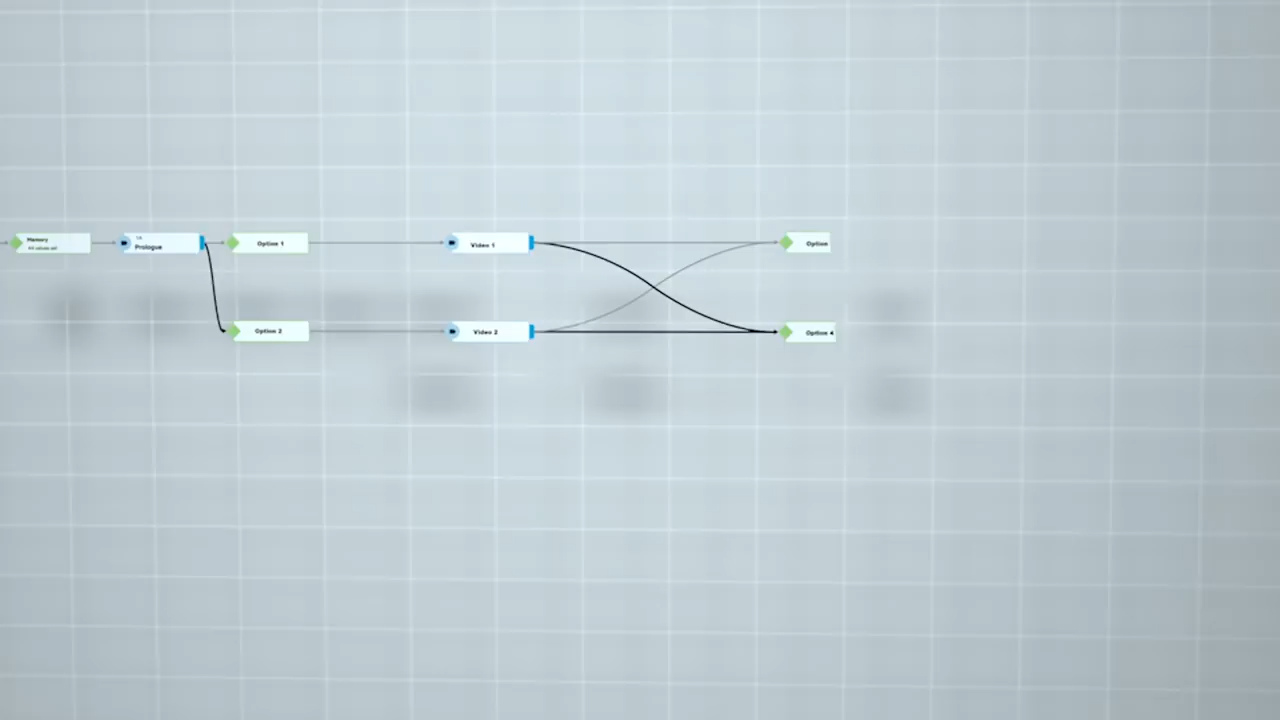 Memory
Prologue
Option 1
Video 1
Option
Option 2
Video 2
Option 4